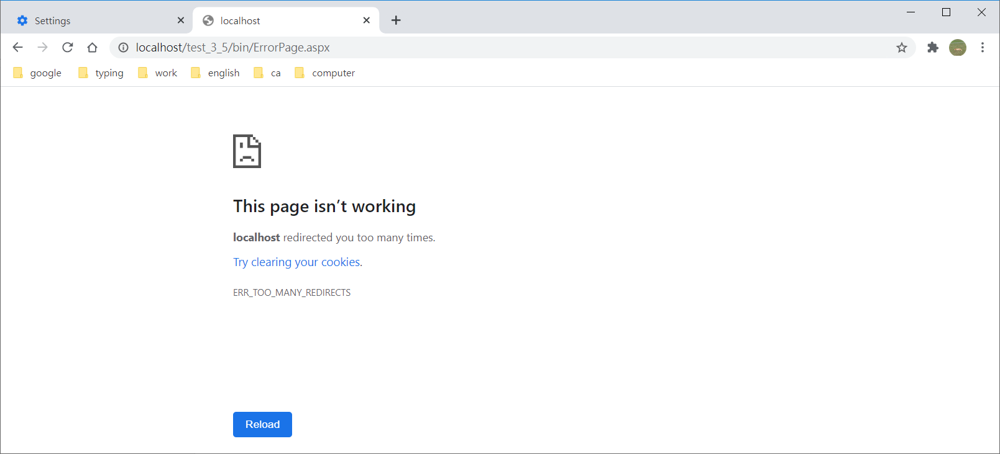 Settings
localhost
localhost/test_3_5/bin/ErrorPage.aspx
google typing work english ca computer
This page isn’t working
localhost redirected you too many times.
Try clearing your cookies.
ERR_TOO_MANY_REDIRECTS
Reload